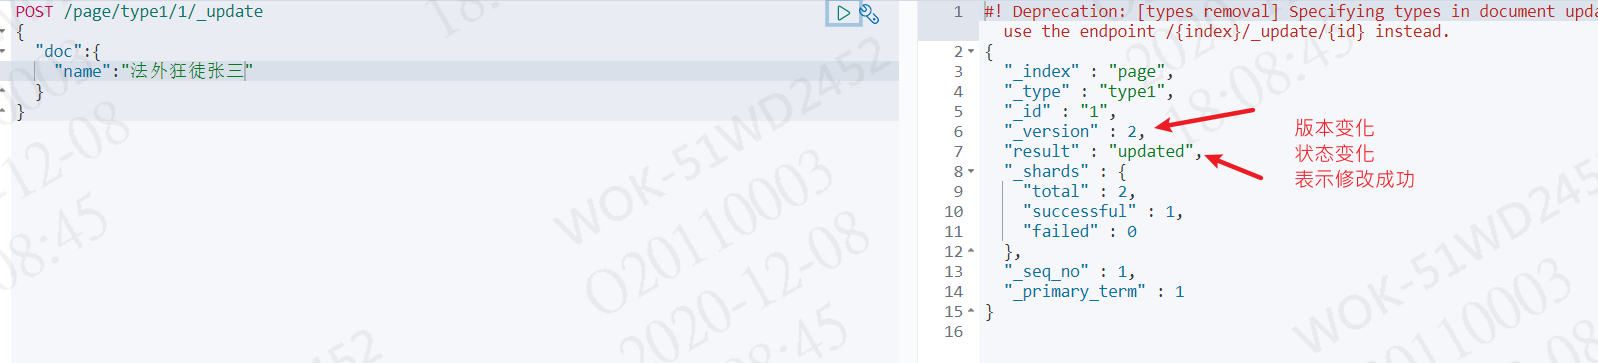 POST /page/type1/1/_update
{
"doc":{
"name":"法外狂徒张三"
}
}
1 #! Deprecation: [types removal] Specifying types in document upda
use the endpoint /{index}/_update/{id} instead.
2 {
3 "_index" : "page",
4 "_type" : "type1",
5 "_id" : "1",
6 "_version" : 2,
7 "result" : "updated",
8 "_shards" : {
9 "total" : 2,
10 "successful" : 1,
11 "failed" : 0
12 },
13 "_seq_no" : 1,
14 "_primary_term" : 1
15 }
16
版本变化
状态变化
表示修改成功
WOK-51WD2452
O20110003
2020-12-08
18:08:45